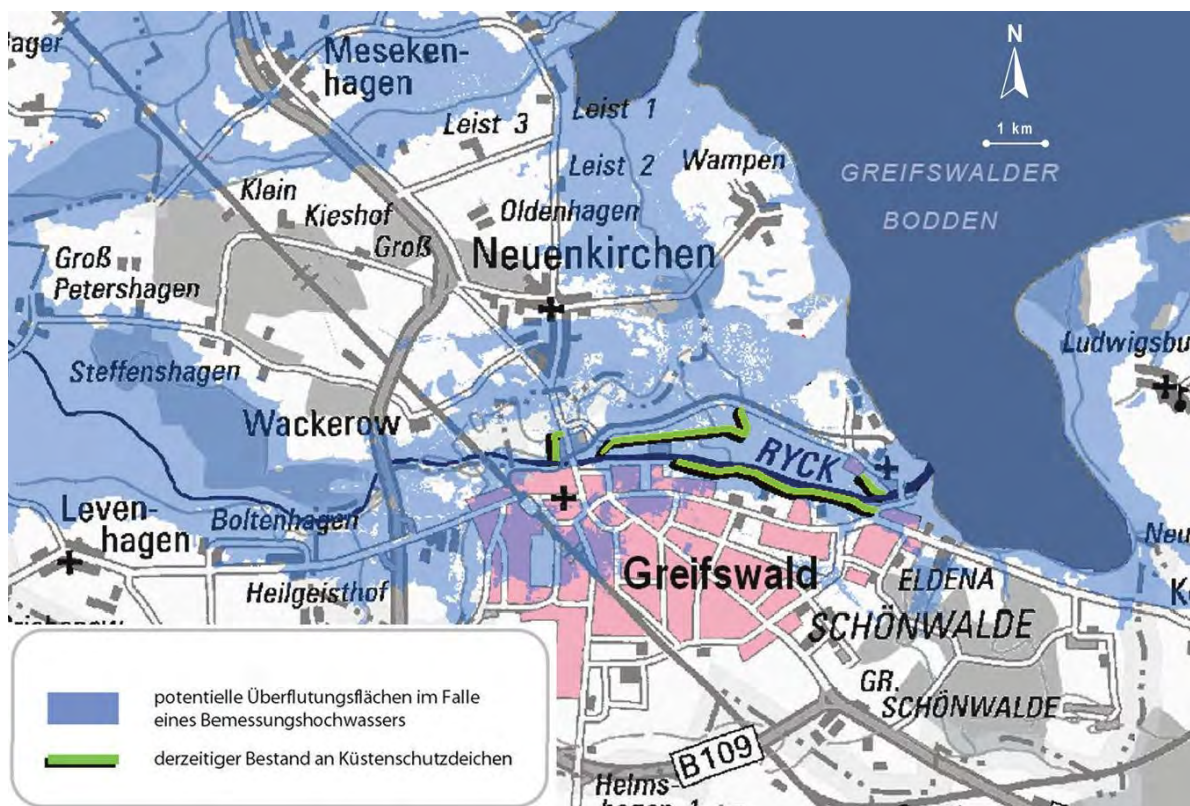 Mesekenhagen
N
1 km
Leist 3
Leist 1
Leist 2
Wampen
GREIFSWALDER
BODDEN
Klein
Kieshof
Groß
Oldenhagen
Neuenkirchen
Groß
Petershagen
Ludwigsbu
Steffenshagen
Wackerow
RYCK
Leven-
hagen
Boltenhagen
Greifswald
ELDENA
Neu
Heilgeisthof
SCHÖNWALDE
GR.
SCHÖNWALDE
B109
Helms-
potentielle Überflutungsflächen im Falle
eines Bemessungshochwassers
derzeitiger Bestand an Küstenschutzdeichen